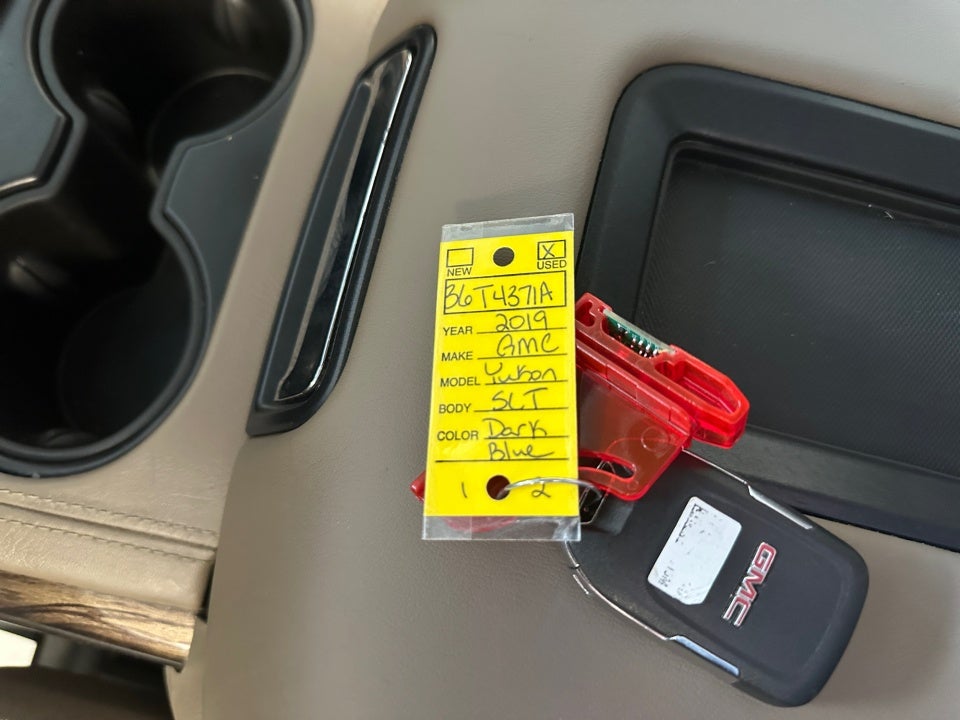 NEW
X
USED
B6T4371A
YEAR 2019
MAKE GMC
MODEL Yukon
BODY SLT
COLOR Dark
Blue
1 2
GMC